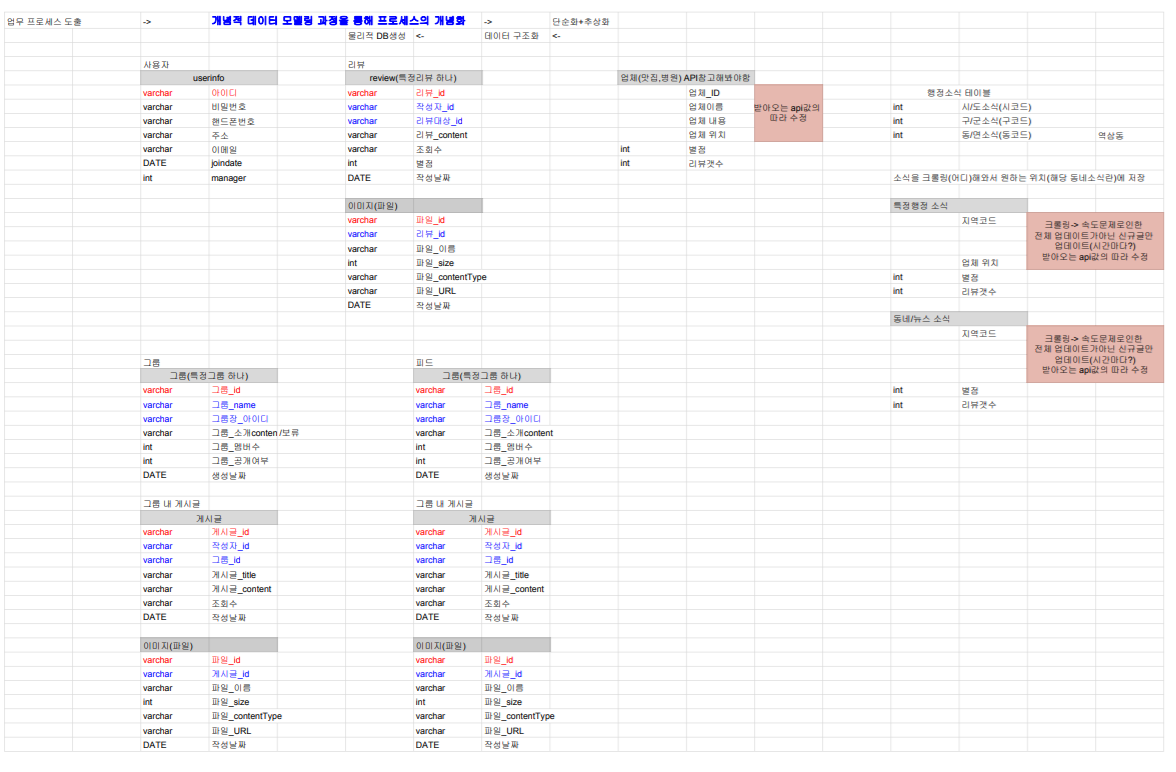 업무 프로세스 도출 -> 개념적 데이터 모델링 과정을 통해 프로세스의 개념화 -> 단순화+추상화
물리적 DB생성 <- 데이터 구조화 <-
사용자 리뷰
userinfo review(특정리뷰 하나) 업체(맛집,병원) API참고해봐야함
varchar 아이디 varchar 리뷰_id 업체_ID 행정소식 테이블
varchar 비밀번호 varchar 작성자_id 업체이름 받아오는 api값의 int 시/도소식(시코드)
varchar 핸드폰번호 varchar 리뷰대상_id 업체 내용 따라 수정 int 구/군소식(구코드)
varchar 주소 varchar 리뷰_content 업체 위치 int 동/면소식(동코드) 역삼동
varchar 이메일 varchar 조회수 int 별점
DATE joindate int 별점 int 리뷰갯수
int manager DATE 작성날짜 소식을 크롤링(어디)해와서 원하는 위치(해당 동네소식란)에 저장
이미지(파일) 특정행정 소식
varchar 파일_id 지역코드 크롤링-> 속도문제로인한
varchar 리뷰_id 전체 업데이트가아닌 신규글만
varchar 파일_이름 업데이트(시간마다?)
int 파일_size 업체 위치 받아오는 api값의 따라 수정
varchar 파일_contentType int 별점
varchar 파일_URL int 리뷰갯수
DATE 작성날짜
동네/뉴스 소식
지역코드 크롤링-> 속도문제로인한
전체 업데이트가아닌 신규글만
그룹 피드 업데이트(시간마다?)
그룹(특정그룹 하나) 그룹(특정그룹 하나) 받아오는 api값의 따라 수정
varchar 그룹_id varchar 그룹_id int 별점
varchar 그룹_name varchar 그룹_name int 리뷰갯수
varchar 그룹장_아이디 varchar 그룹장_아이디
varchar 그룹_소개conten /보류 varchar 그룹_소개content
int 그룹_멤버수 int 그룹_멤버수
int 그룹_공개여부 int 그룹_공개여부
DATE 생성날짜 DATE 생성날짜
그룹 내 게시글 그룹 내 게시글
게시글 게시글
varchar 게시글_id varchar 게시글_id
varchar 작성자_id varchar 작성자_id
varchar 그룹_id varchar 그룹_id
varchar 게시글_title varchar 게시글_title
varchar 게시글_content varchar 게시글_content
varchar 조회수 varchar 조회수
DATE 작성날짜 DATE 작성날짜
이미지(파일) 이미지(파일)
varchar 파일_id varchar 파일_id
varchar 게시글_id varchar 게시글_id
varchar 파일_이름 varchar 파일_이름
int 파일_size int 파일_size
varchar 파일_contentType varchar 파일_contentType
varchar 파일_URL varchar 파일_URL
DATE 작성날짜 DATE 작성날짜